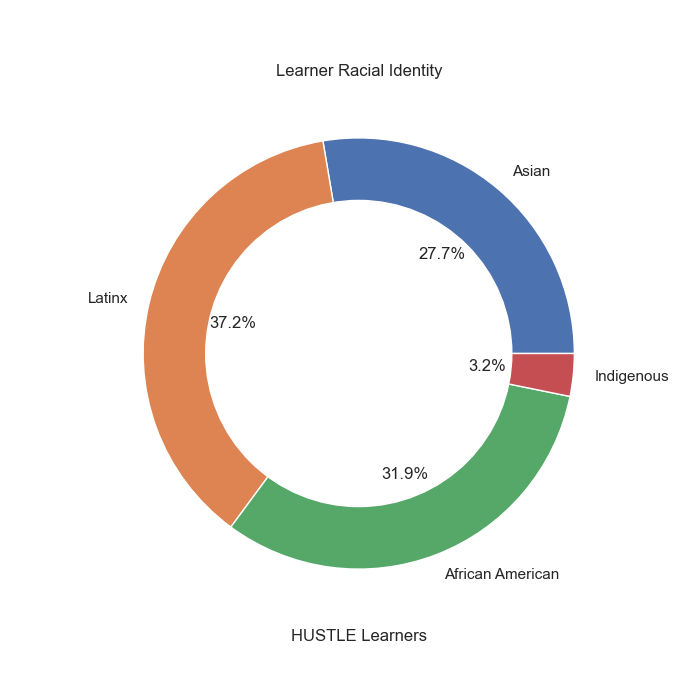 Learner Racial Identity
Asian
27.7%
Latinx
37.2%
3.2%
Indigenous
31.9%
African American
HUSTLE Learners